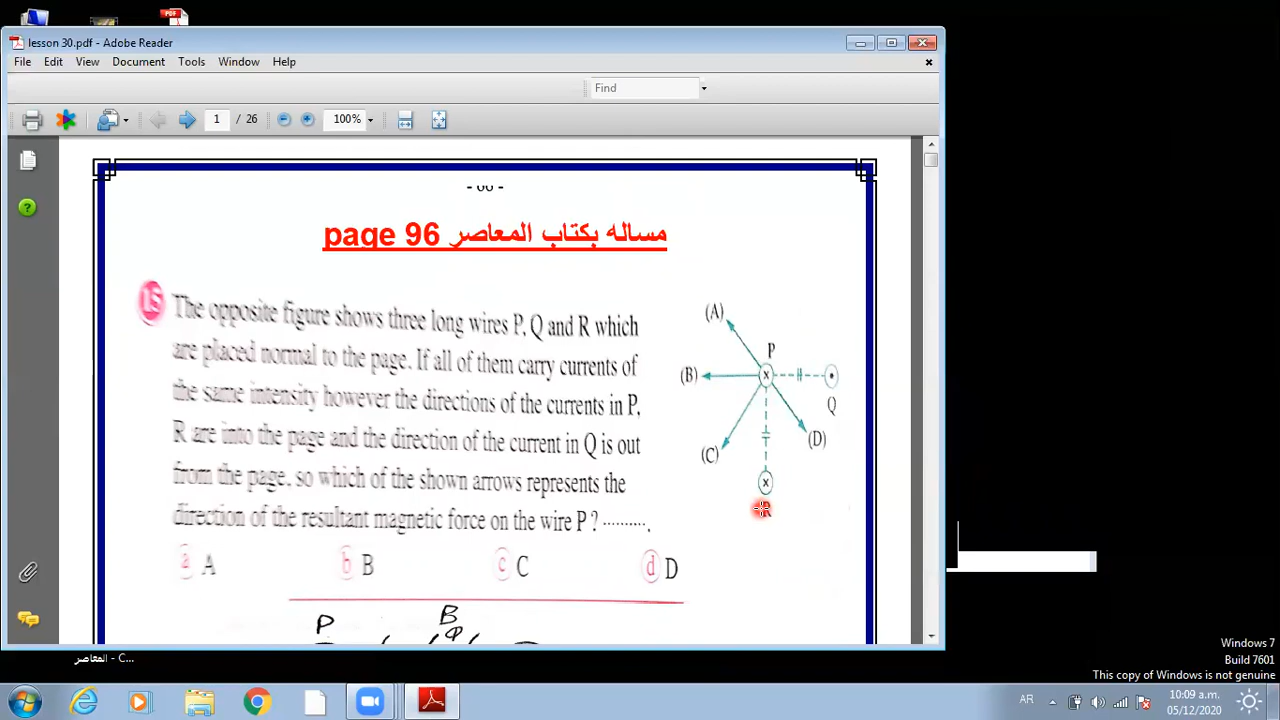 lesson 30.pdf - Adobe Reader
File Edit View Document Tools Window Help
Find
1 / 26 100%
- 66 -
مساله بكتاب المعاصر page 96
15 The opposite figure shows three long wires P, Q and R which
are placed normal to the page. If all of them carry currents of
the same intensity however the directions of the currents in P,
R are into the page and the direction of the current in Q is out
from the page. so which of the shown arrows represents the
direction of the resultant magnetic force on the wire P ? ..........
(A)
P
(B)
Q
(C)
(D)
R
a A b B c C d D
P B
Φ
المعاصر - C...
Windows 7
Build 7601
This copy of Windows is not genuine
AR
10:09 a.m.
05/12/2020